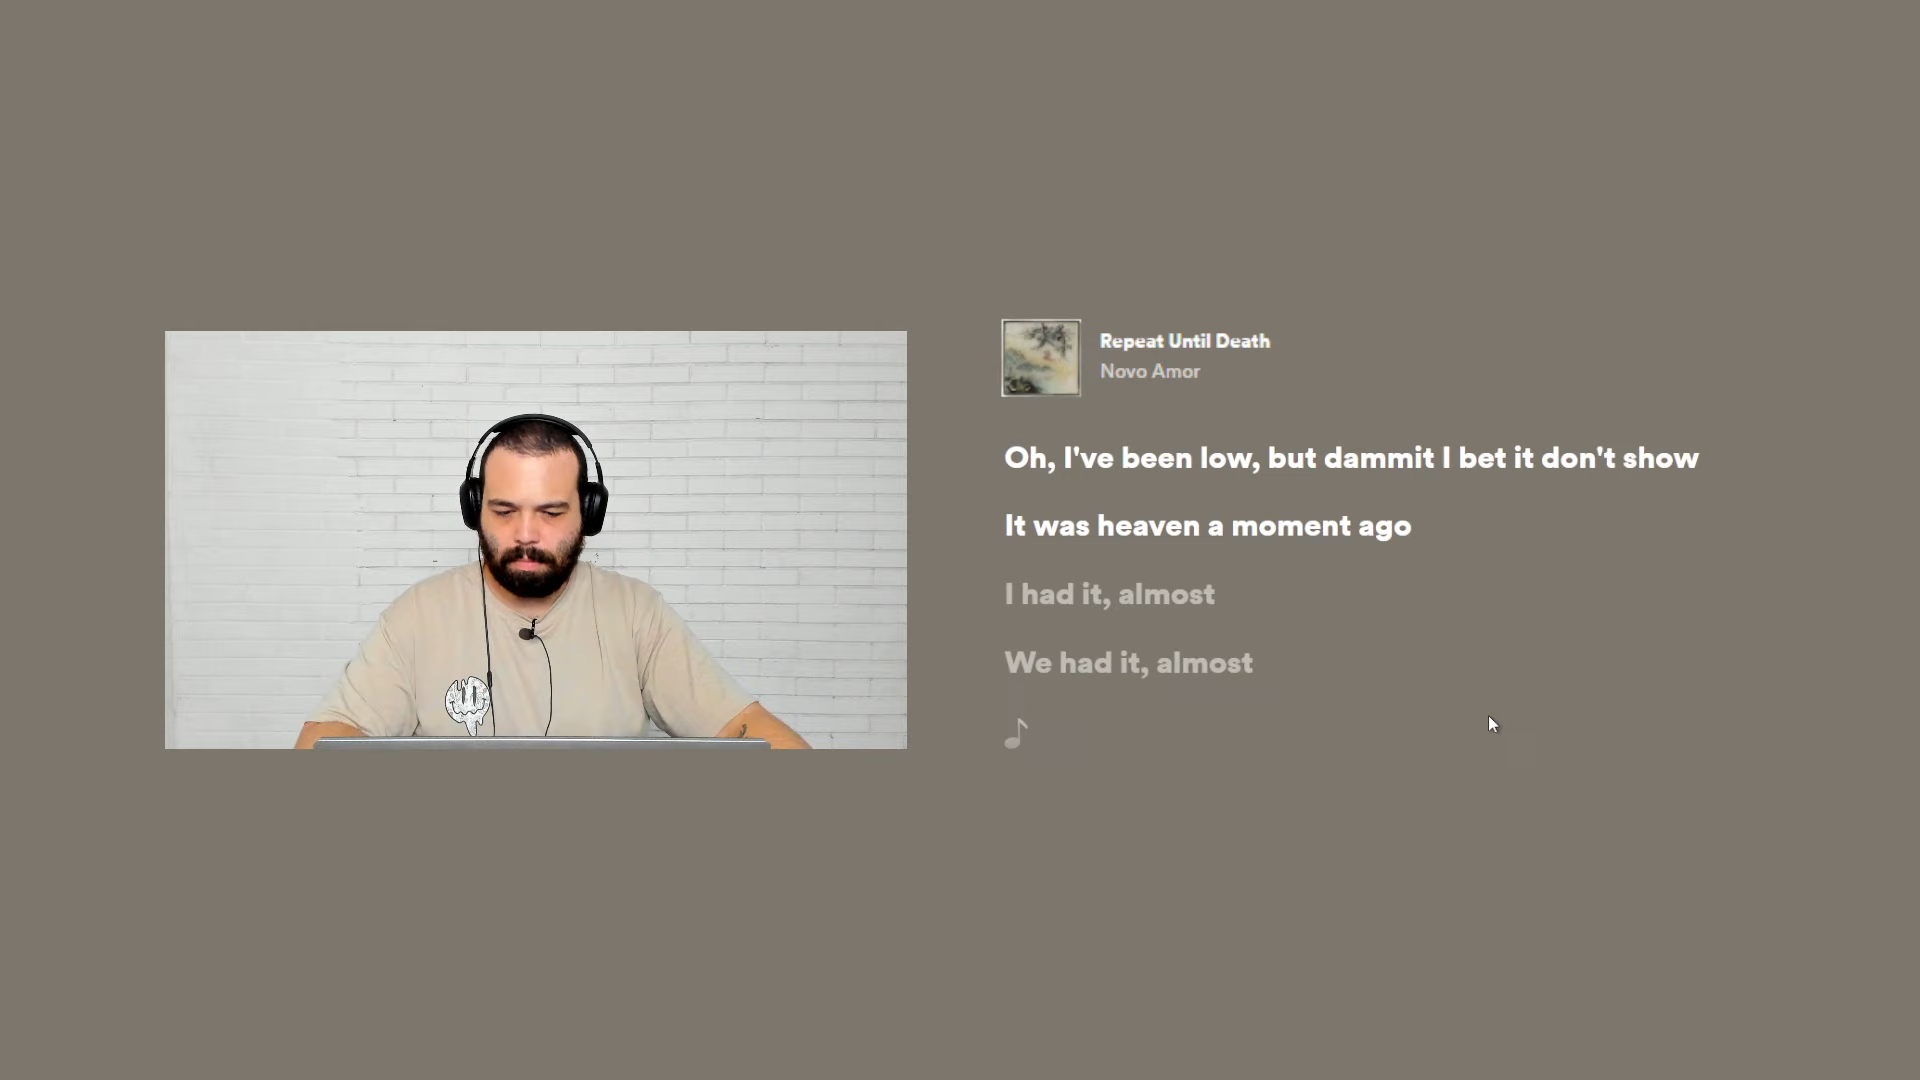 Repeat Until Death
Novo Amor
Oh, I've been low, but dammit I bet it don't show
It was heaven a moment ago
I had it, almost
We had it, almost